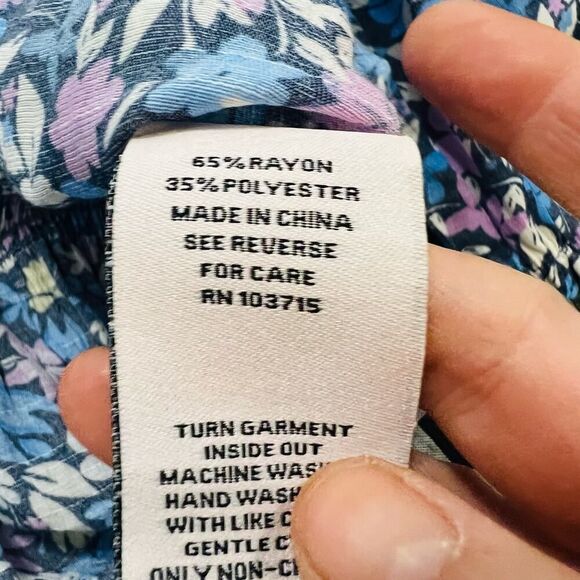 65% RAYON
35% POLYESTER
MADE IN CHINA
SEE REVERSE
FOR CARE
RN 103715
TURN GARMENT
INSIDE OUT
MACHINE WAS
HAND WASH
WITH LIKE C
GENTLE C
ONLY NON-C